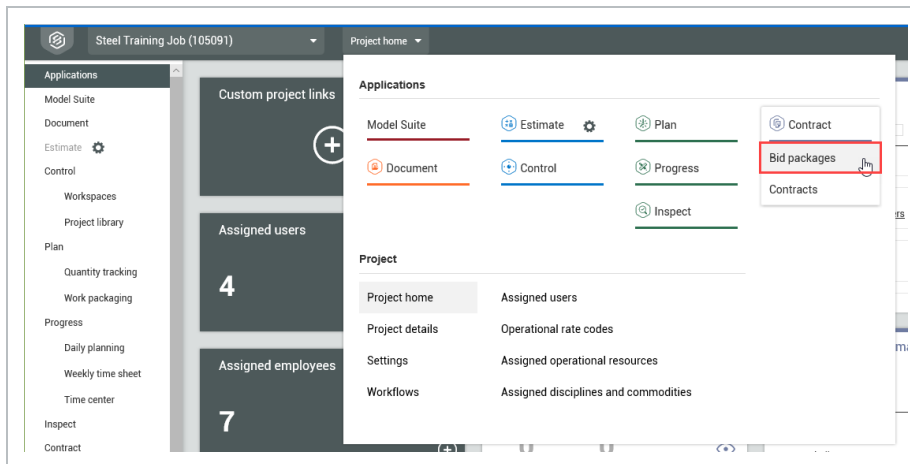 Steel Training Job (105091)
Project home
Applications
Model Suite
Document
Estimate
Control
Workspaces
Project library
Plan
Quantity tracking
Work packaging
Progress
Daily planning
Weekly time sheet
Time center
Inspect
Contract
Custom project links
Assigned users
4
Assigned employees
7
Applications
Model Suite
Estimate
Plan
Contract
Document
Control
Progress
Bid packages
Inspect
Contracts
Project
Project home
Assigned users
Project details
Operational rate codes
Settings
Assigned operational resources
Workflows
Assigned disciplines and commodities